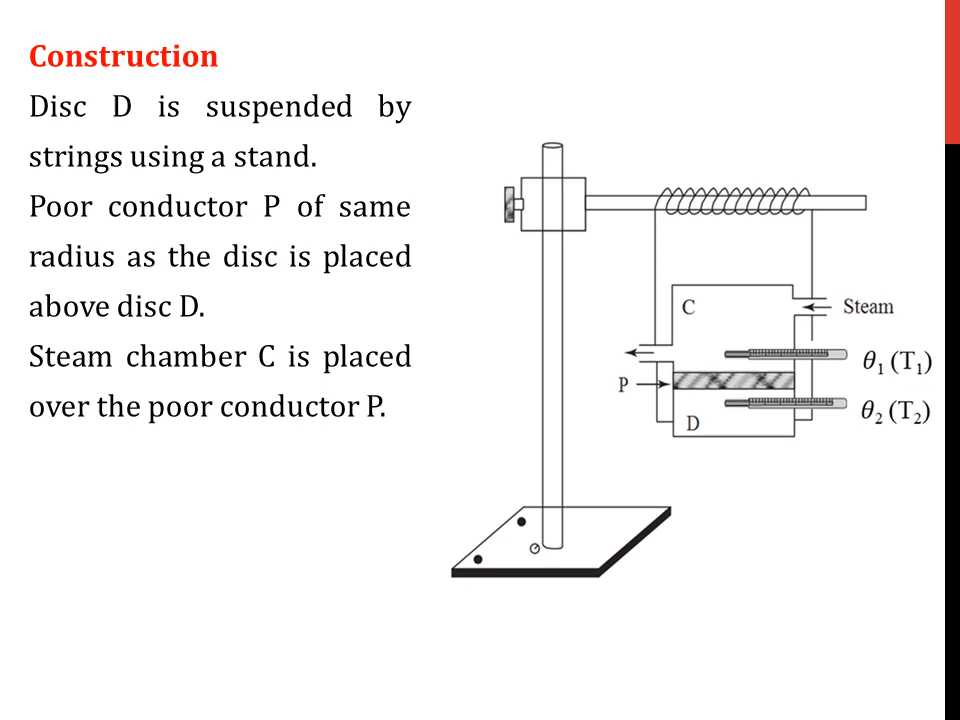 Construction
Disc D is suspended by
strings using a stand.
Poor conductor P of same
radius as the disc is placed
above disc D.
Steam chamber C is placed
over the poor conductor P.
C
Steam
θ₁ (T₁)
P
θ₂ (T₂)
D